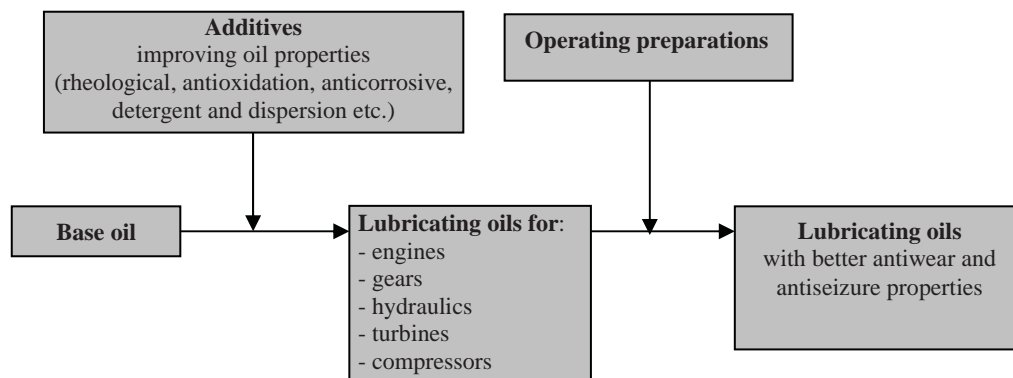 Additives
improving oil properties
(rheological, antioxidation, anticorrosive,
detergent and dispersion etc.)
Operating preparations
Base oil
Lubricating oils for:
- engines
- gears
- hydraulics
- turbines
- compressors
Lubricating oils
with better antiwear and
antiseizure properties